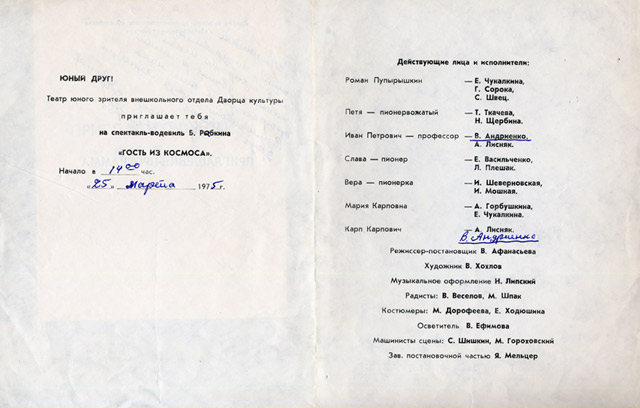 ЮНЫЙ ДРУГ!
Театр юного зрителя внешкольного отдела Дворца культуры
приглашает тебя
на спектакль-водевиль Б. Рабкина
«ГОСТЬ ИЗ КОСМОСА».
Начало в 14 00 час.
«25» Марта 1975 г.
Действующие лица и исполнители:
Роман Пупырышкин — Е. Чукалкина,
Г. Сорока,
С. Швец.
Петя — пионервожатый — Т. Ткачева,
Н. Щербина.
Иван Петрович — профессор — В. Андриенко,
А. Лисняк.
Слава — пионер — Е. Васильченко,
Л. Плешак.
Вера — пионерка — И. Шеверновская,
И. Мошная.
Мария Карповна — А. Горбушкина,
Е. Чукалкина.
Карп Карпович — А. Лисняк.
В. Андриенко
Режиссер-постановщик В. Афанасьева
Художник В. Хохлов
Музыкальное оформление Н. Липский
Радисты: В. Веселов, М. Шпак
Костюмеры: М. Дорофеева, Е. Ходюшина
Осветитель В. Ефимова
Машинисты сцены: С. Шишкин, М. Гороховский
Зав. постановочной частью Я. Мельцер